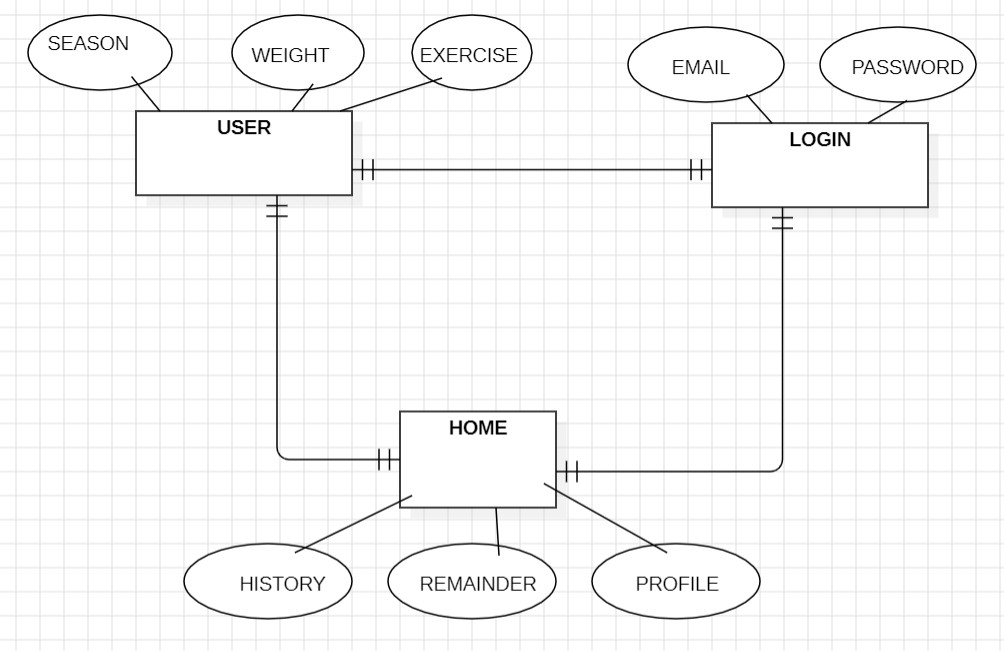 SEASON
WEIGHT
EXERCISE
EMAIL
PASSWORD
USER
LOGIN
HOME
HISTORY
REMAINDER
PROFILE